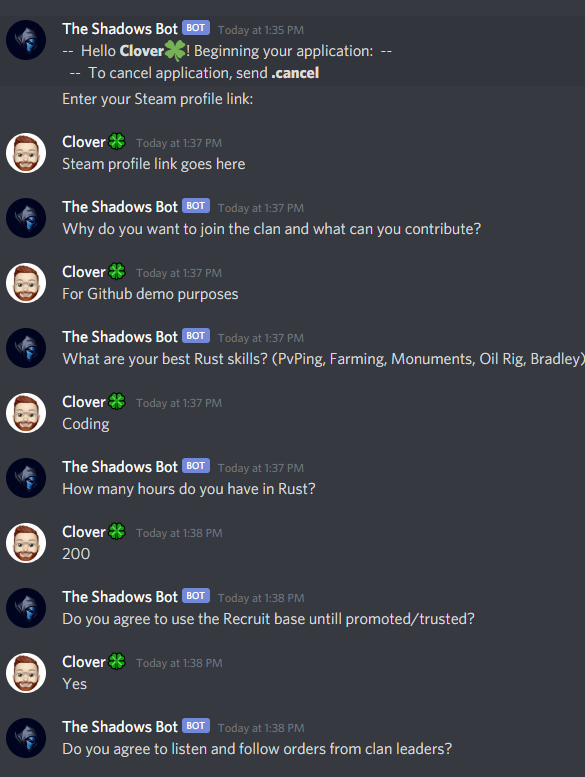 The Shadows Bot BOT Today at 1:35 PM
-- Hello Clover🍀! Beginning your application: --
-- To cancel application, send .cancel
Enter your Steam profile link:
Clover🍀 Today at 1:37 PM
Steam profile link goes here
The Shadows Bot BOT Today at 1:37 PM
Why do you want to join the clan and what can you contribute?
Clover🍀 Today at 1:37 PM
For Github demo purposes
The Shadows Bot BOT Today at 1:37 PM
What are your best Rust skills? (PvPing, Farming, Monuments, Oil Rig, Bradley)
Clover🍀 Today at 1:37 PM
Coding
The Shadows Bot BOT Today at 1:37 PM
How many hours do you have in Rust?
Clover🍀 Today at 1:38 PM
200
The Shadows Bot BOT Today at 1:38 PM
Do you agree to use the Recruit base untill promoted/trusted?
Clover🍀 Today at 1:38 PM
Yes
The Shadows Bot BOT Today at 1:38 PM
Do you agree to listen and follow orders from clan leaders?